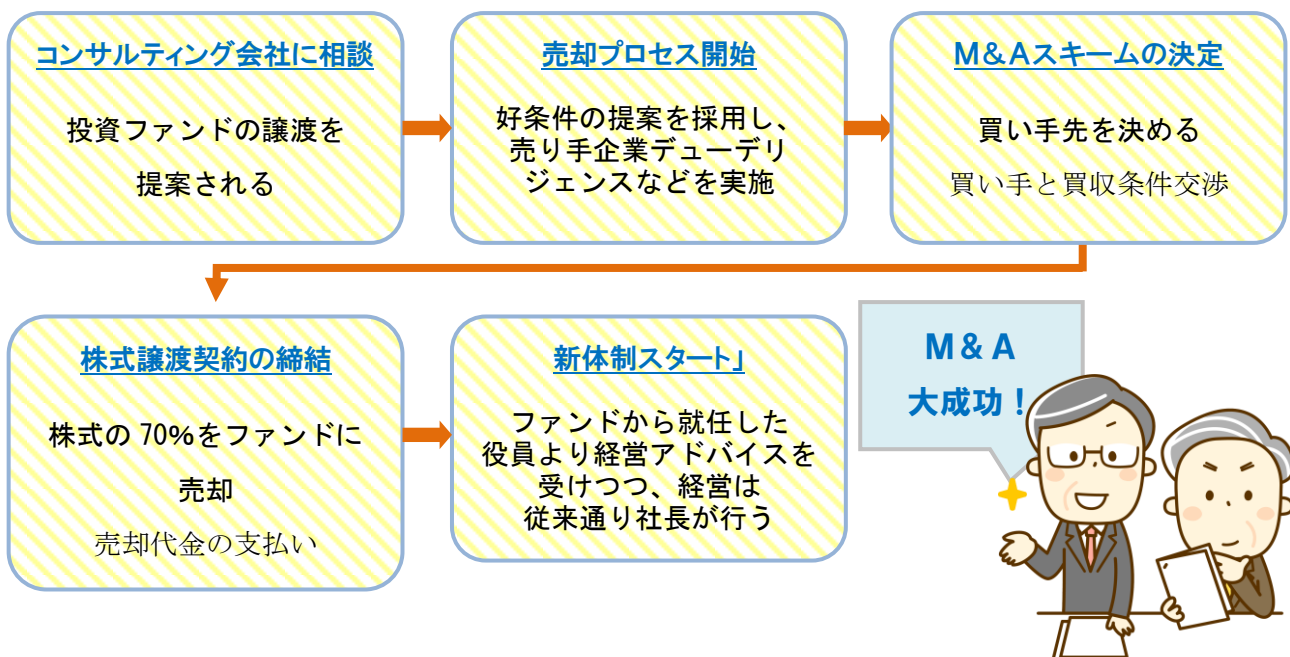 コンサルティング会社に相談
投資ファンドの譲渡を
提案される
売却プロセス開始
好条件の提案を採用し、
売り手企業デューデリ
ジェンスなどを実施
M&Aスキームの決定
買い手先を決める
買い手と買収条件交渉
株式譲渡契約の締結
株式の 70%をファンドに
売却
売却代金の支払い
新体制スタート」
ファンドから就任した
役員より経営アドバイスを
受けつつ、経営は
従来通り社長が行う
M&A
大成功！